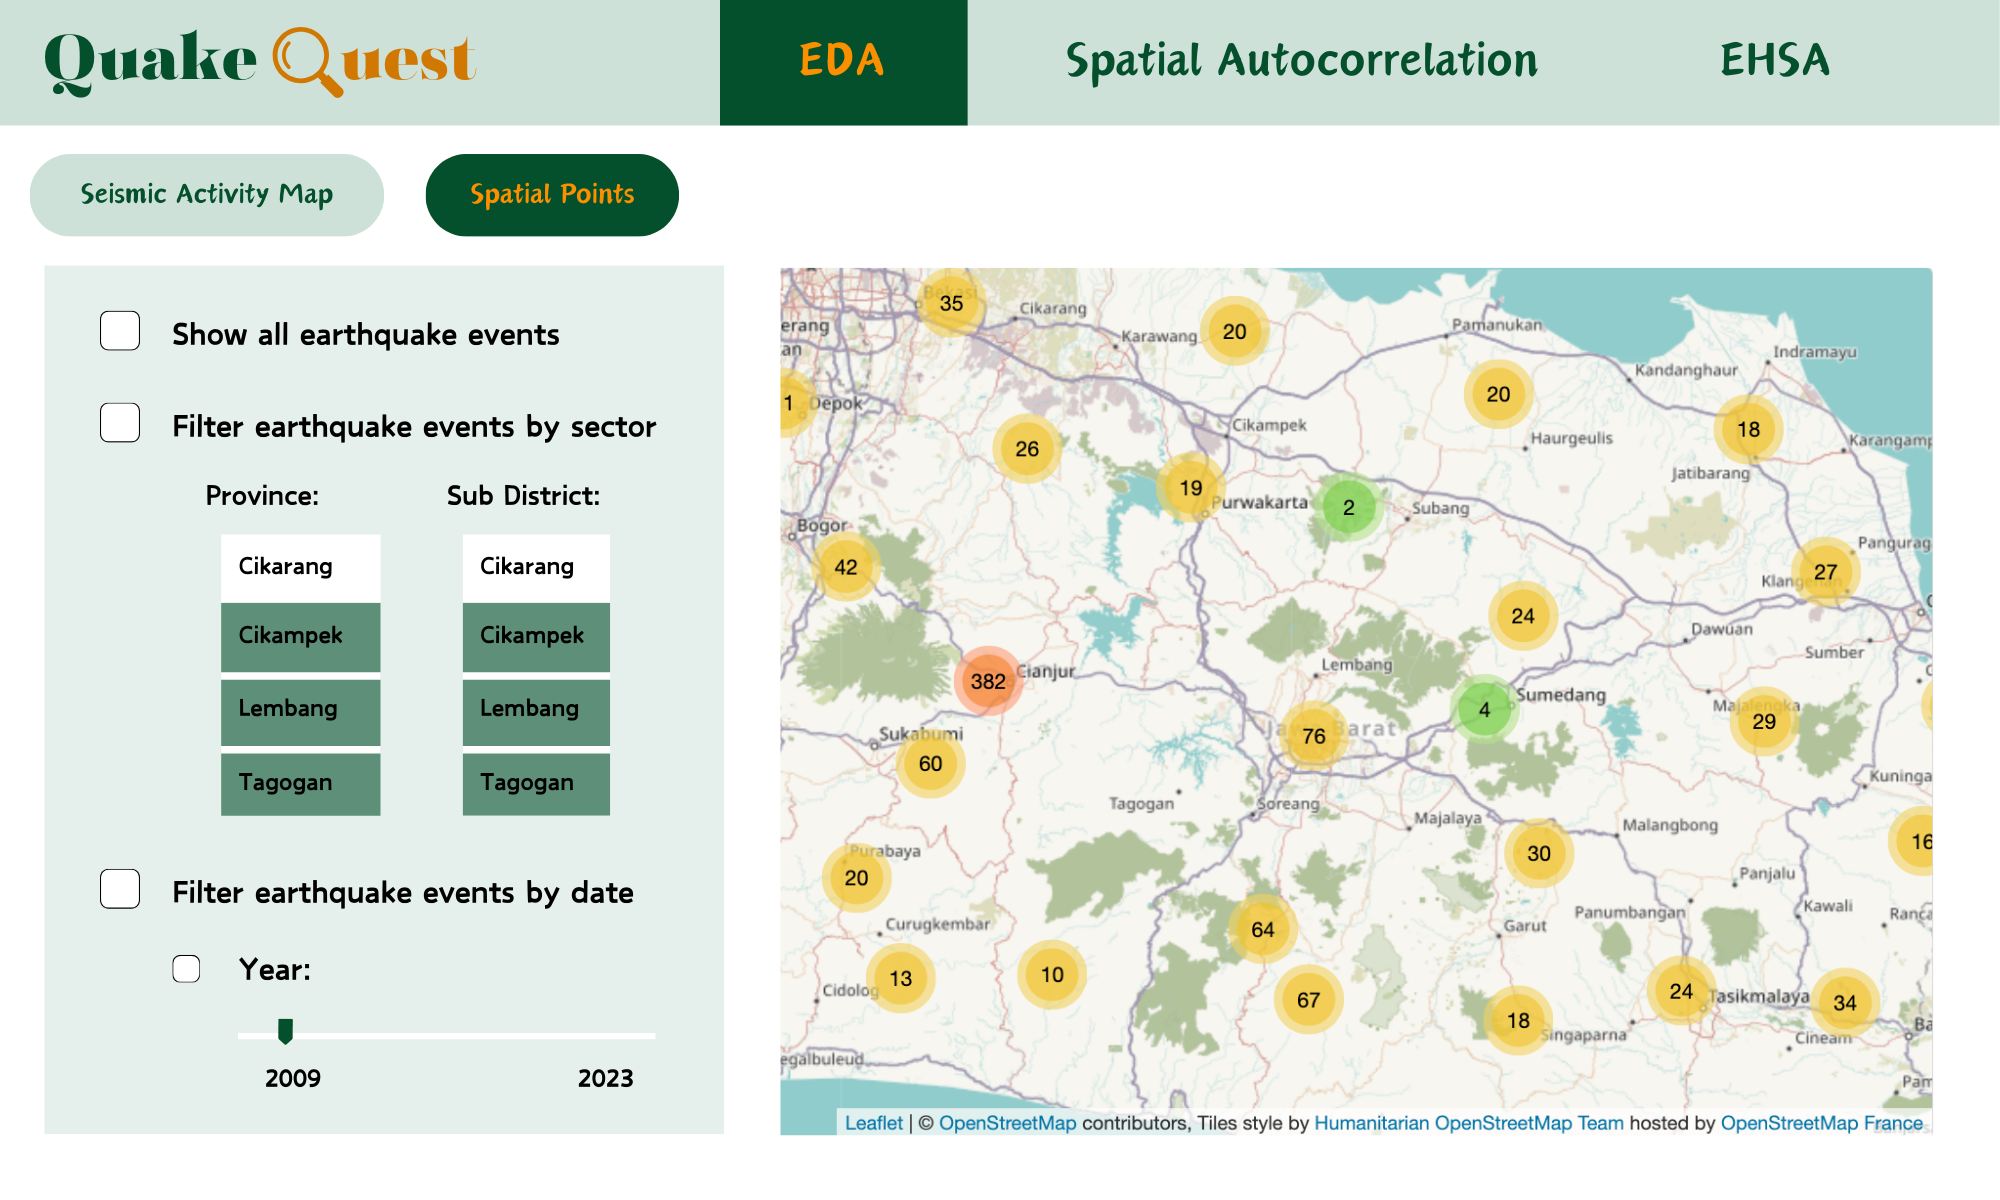 Quake Quest
EDA
Spatial Autocorrelation
EHSA
Seismic Activity Map
Spatial Points
Show all earthquake events
Filter earthquake events by sector
Province:
Sub District:
Cikarang
Cikarang
Cikampek
Cikampek
Lembang
Lembang
Tagogan
Tagogan
Filter earthquake events by date
Year:
2009
2023
Bekasi
35
Cikarang
Karawang
20
Pamanukan
Indramayu
erang
an
Kandanghaur
1
Depok
20
Cikampek
18
Haurgeulis
Karangamp
26
Jatibarang
19
Purwakarta
2
Subang
Bogor
Pangurag
42
27
Klangenan
24
Dawuan
Sumber
Lembang
382
Cianjur
4
Sumedang
Majalengka
29
Jawa Barat
76
Sukabumi
60
Kuninga
Tagogan
Soreang
Majalaya
Malangbong
16
Purabaya
30
20
Panjalu
Curugkembar
Panumbangan
Kawali
Ranca
64
Garut
13
10
Cidolog
67
24
Tasikmalaya
34
18
Singaparna
Cineam
Ba
egalbuleud
Pam
Leaflet | © OpenStreetMap contributors, Tiles style by Humanitarian OpenStreetMap Team hosted by OpenStreetMap France